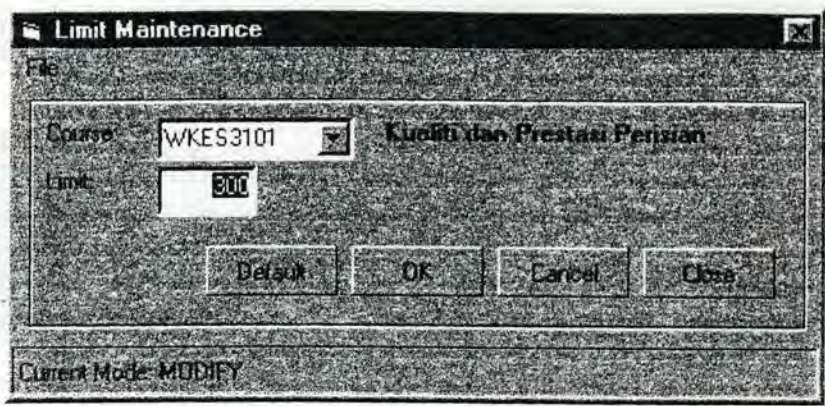 Limit Maintenance
File
Course: WKES3101 Kualiti dan Prestasi Perisian
Limit: 300
Default OK Cancel Close
Current Mode: MODIFY